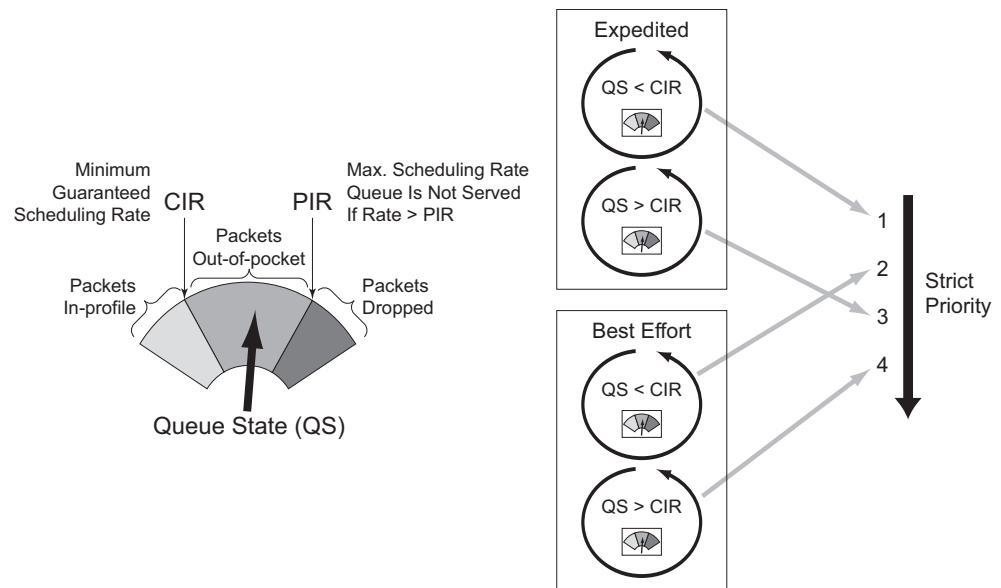 Minimum
Guaranteed
Scheduling Rate
CIR
PIR
Max. Scheduling Rate
Queue Is Not Served
If Rate > PIR
Packets
Out-of-pocket
Packets
In-profile
Packets
Dropped
Queue State (QS)
Expedited
QS < CIR
QS > CIR
Best Effort
QS < CIR
QS > CIR
1
2
3
4
Strict
Priority